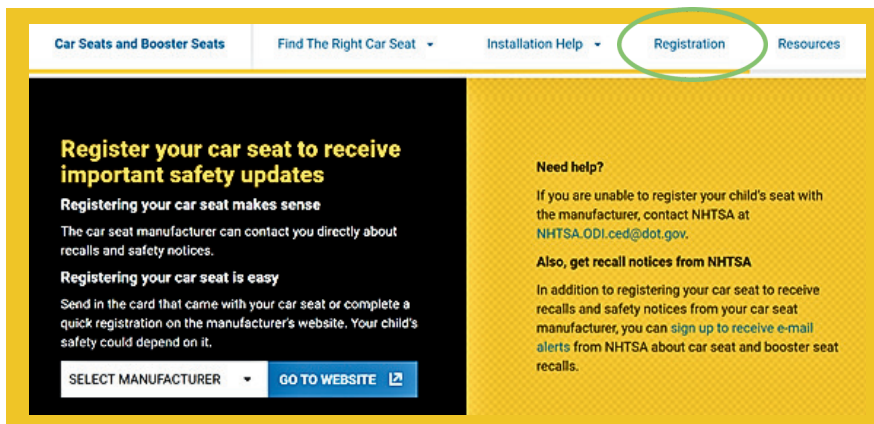 Car Seats and Booster Seats
Find The Right Car Seat
Installation Help
Registration
Resources
Register your car seat to receive
important safety updates
Registering your car seat makes sense
The car seat manufacturer can contact you directly about
recalls and safety notices.
Registering your car seat is easy
Send in the card that came with your car seat or complete a
quick registration on the manufacturer's website. Your child's
safety could depend on it.
SELECT MANUFACTURER
GO TO WEBSITE
Need help?
If you are unable to register your child's seat with
the manufacturer, contact NHTSA at
NHTSA.ODI.ced@dot.gov.
Also, get recall notices from NHTSA
In addition to registering your car seat to receive
recalls and safety notices from your car seat
manufacturer, you can sign up to receive e-mail
alerts from NHTSA about car seat and booster seat
recalls.